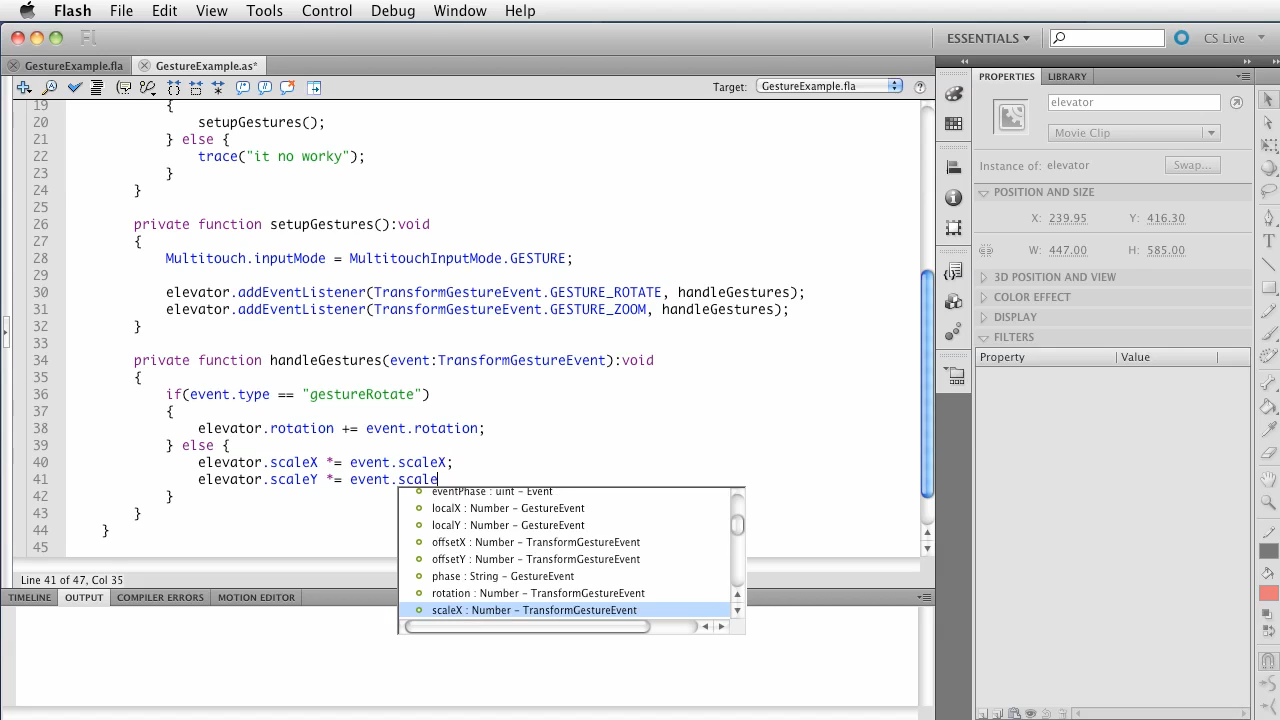 Flash File Edit View Tools Control Debug Window Help
Fl ESSENTIALS CS Live
GestureExample.fla GestureExample.as*
Target: GestureExample.fla
19 {
20 setupGestures();
21 } else {
22 trace("it no worky");
23 }
24 }
25
26 private function setupGestures():void
27 {
28 Multitouch.inputMode = MultitouchInputMode.GESTURE;
29
30 elevator.addEventListener(TransformGestureEvent.GESTURE_ROTATE, handleGestures);
31 elevator.addEventListener(TransformGestureEvent.GESTURE_ZOOM, handleGestures);
32 }
33
34 private function handleGestures(event:TransformGestureEvent):void
35 {
36 if(event.type == "gestureRotate")
37 {
38 elevator.rotation += event.rotation;
39 } else {
40 elevator.scaleX *= event.scaleX;
41 elevator.scaleY *= event.scale
42 }
43 }
44 }
45
eventPhase : uint – Event
localX : Number – GestureEvent
localY : Number – GestureEvent
offsetX : Number – TransformGestureEvent
offsetY : Number – TransformGestureEvent
phase : String – GestureEvent
rotation : Number – TransformGestureEvent
scaleX : Number – TransformGestureEvent
Line 41 of 47, Col 35
TIMELINE OUTPUT COMPILER ERRORS MOTION EDITOR
PROPERTIES LIBRARY
elevator
Movie Clip
Instance of: elevator Swap...
POSITION AND SIZE
X: 239.95 Y: 416.30
W: 447.00 H: 585.00
3D POSITION AND VIEW
COLOR EFFECT
DISPLAY
FILTERS
Property Value